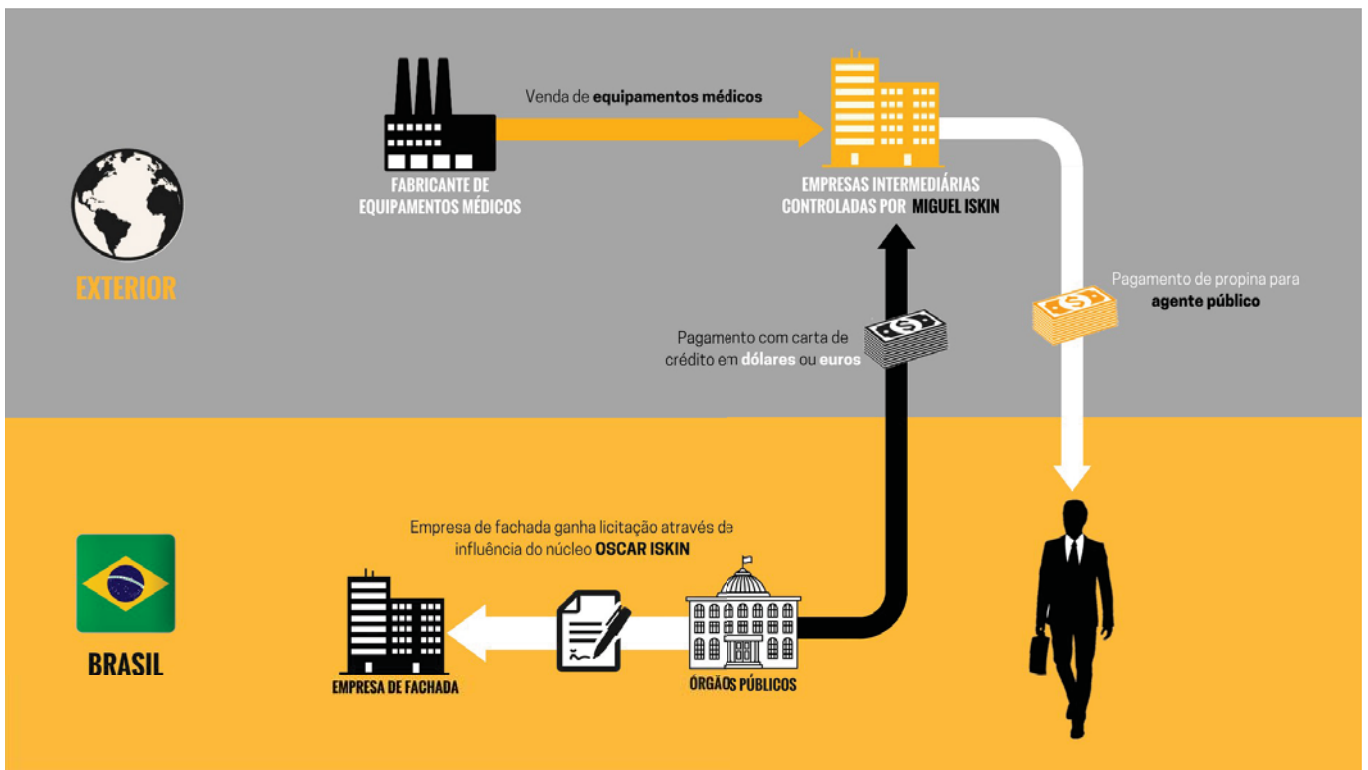 Venda de equipamentos médicos
FABRICANTE DE
EQUIPAMENTOS MÉDICOS
EMPRESAS INTERMEDIÁRIAS
CONTROLADAS POR MIGUEL ISKIN
EXTERIOR
Pagamento de propina para
agente público
Pagamento com carta de
crédito em dólares ou euros
Empresa de fachada ganha licitação através de
influência do núcleo OSCAR ISKIN
BRASIL
EMPRESA DE FACHADA
ÓRGÃOS PÚBLICOS